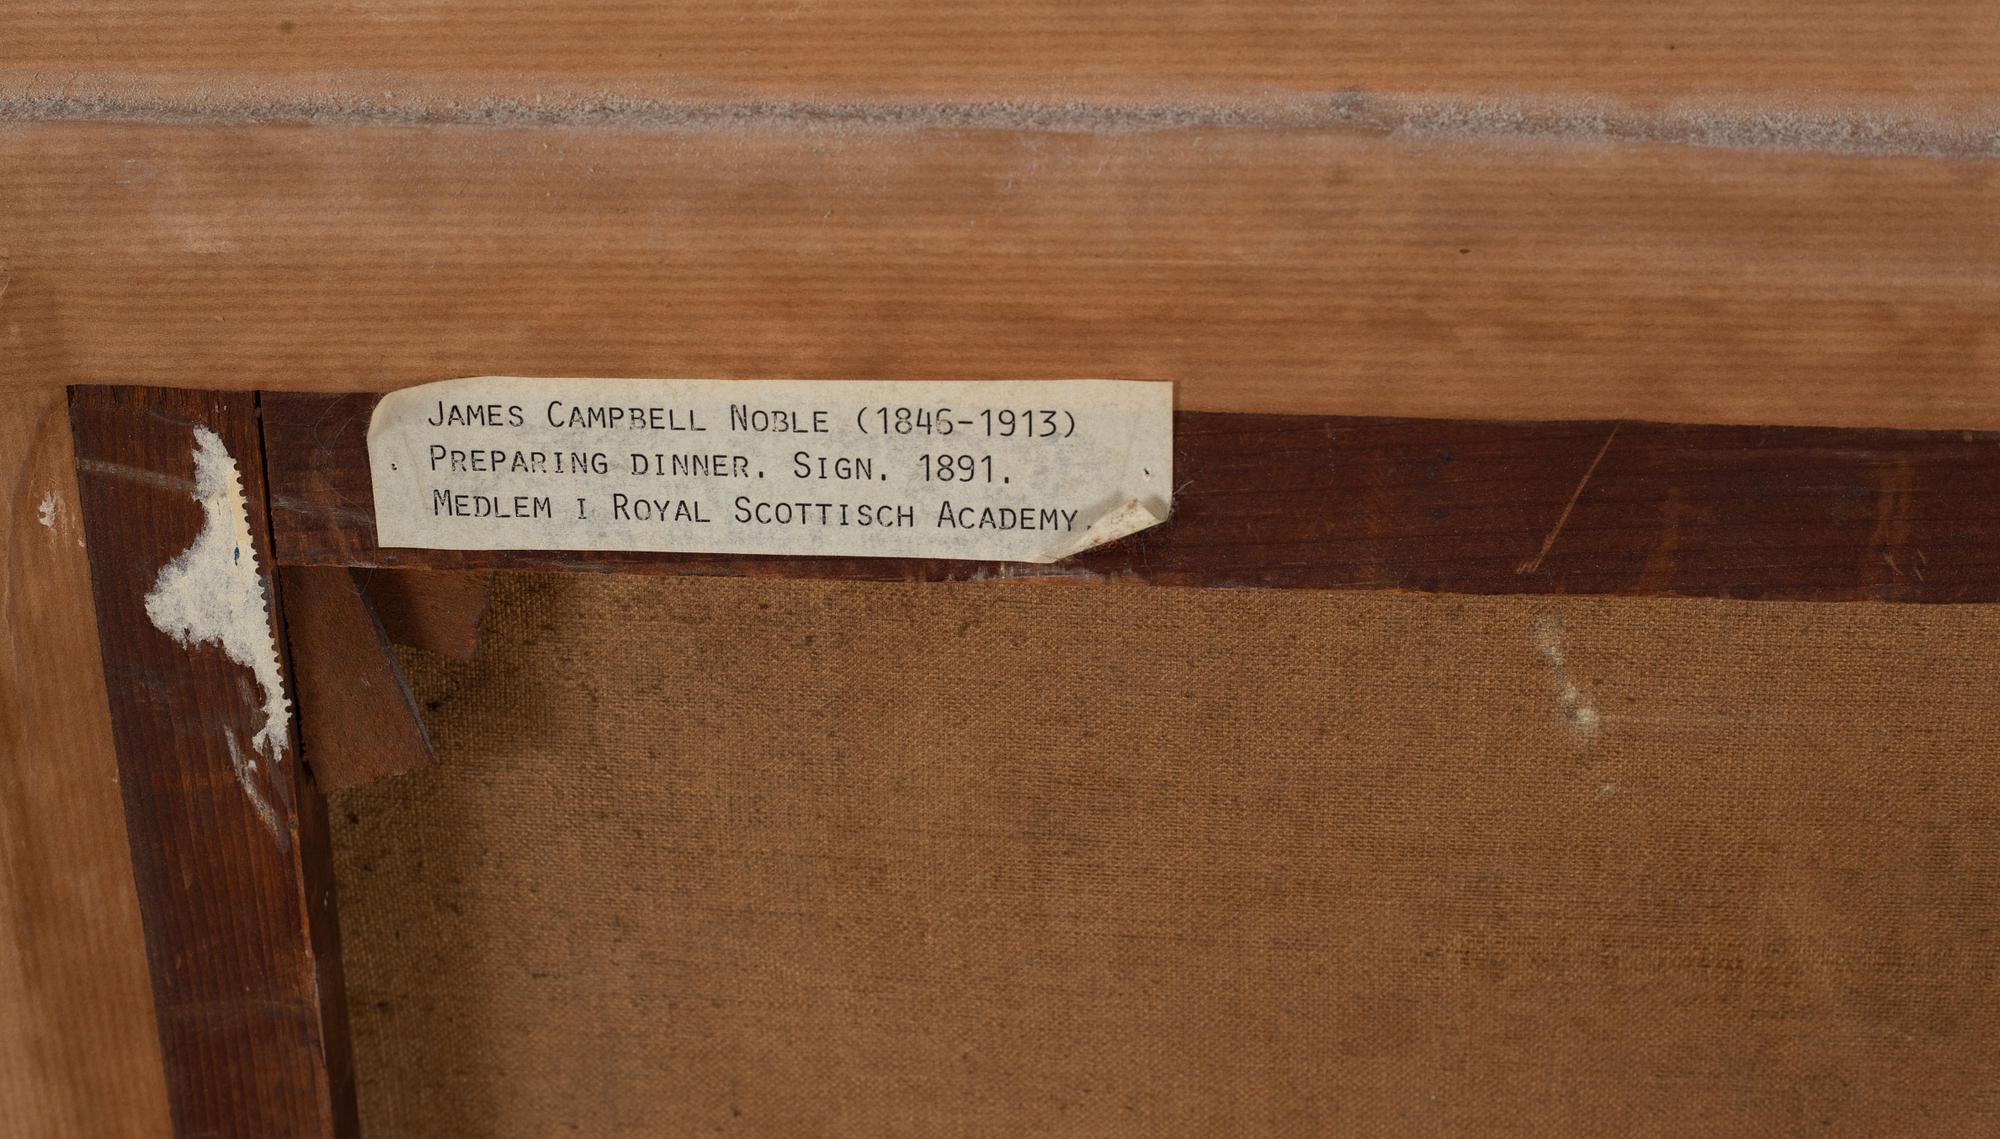 JAMES CAMPBELL NOBLE (1846-1913)
PREPARING DINNER. SIGN. 1891.
MEDLEM I ROYAL SCOTTISCH ACADEMY.